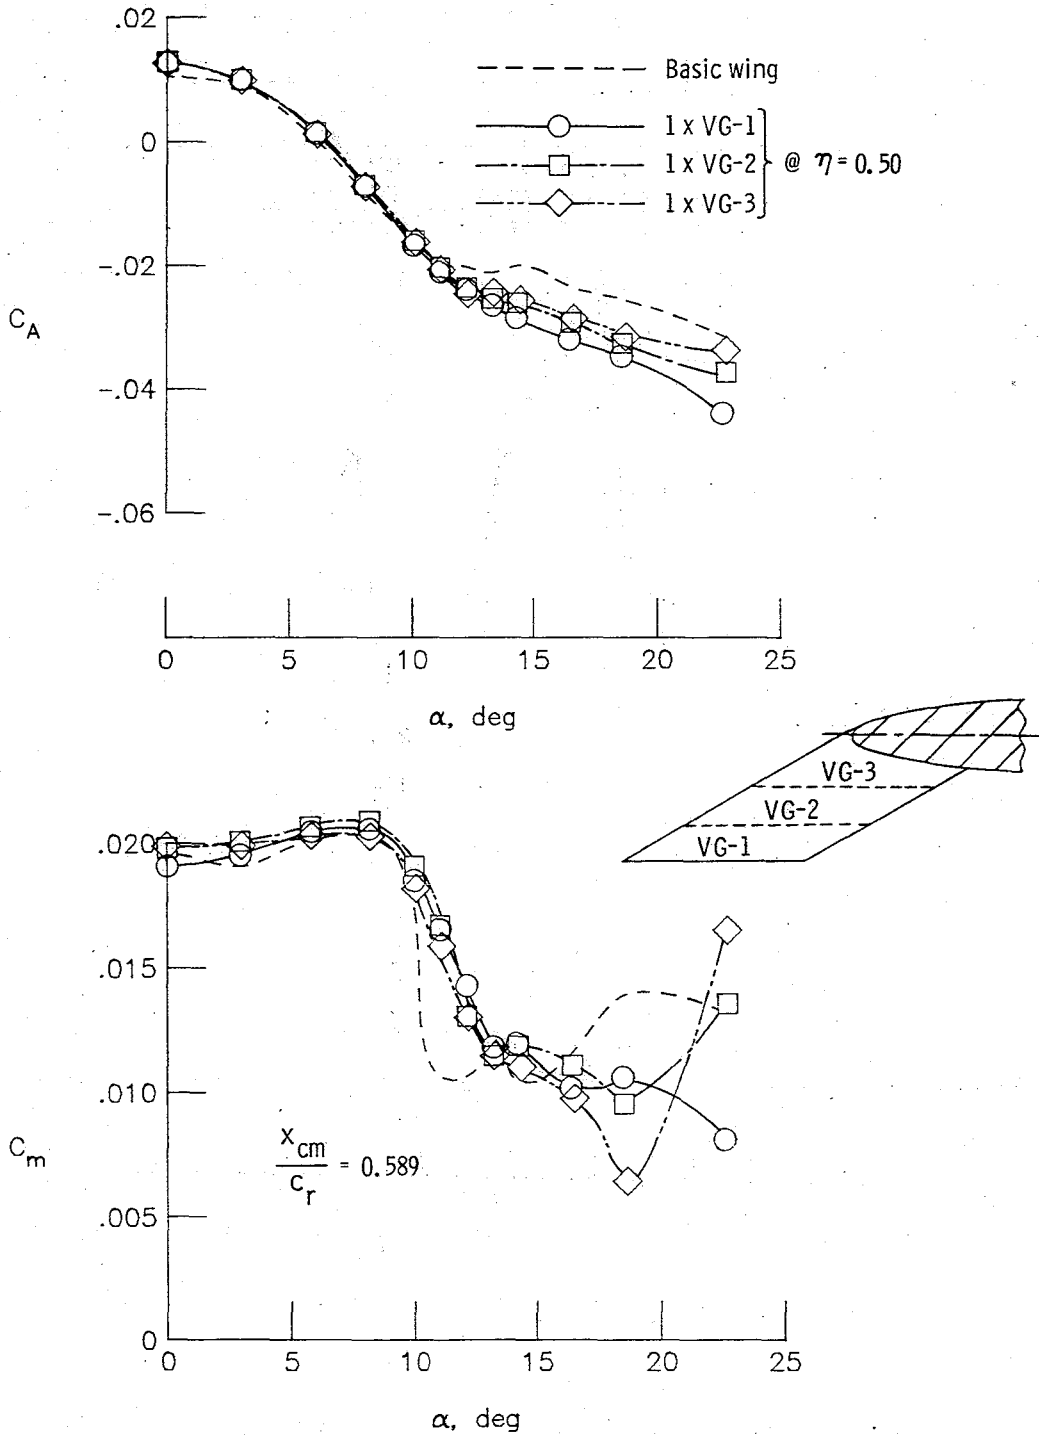 .02
0
-.02
-.04
-.06
C_A
Basic wing
1 x VG-1
1 x VG-2 @ η = 0.50
1 x VG-3
0 5 10 15 20 25
α, deg
VG-3
VG-2
VG-1
.020
.015
.010
.005
0
C_m
x_cm / c_r = 0.589
0 5 10 15 20 25
α, deg